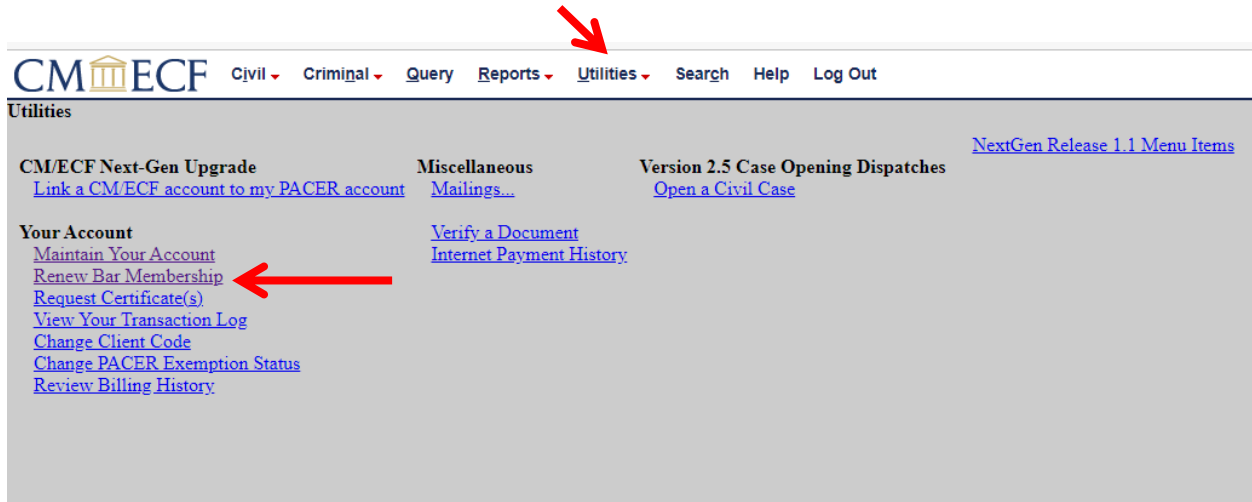 CM ECF Civil Criminal Query Reports Utilities Search Help Log Out
Utilities
NextGen Release 1.1 Menu Items
CM/ECF Next-Gen Upgrade
Link a CM/ECF account to my PACER account
Miscellaneous
Mailings...
Version 2.5 Case Opening Dispatches
Open a Civil Case
Your Account
Maintain Your Account
Renew Bar Membership
Request Certificate(s)
View Your Transaction Log
Change Client Code
Change PACER Exemption Status
Review Billing History
Verify a Document
Internet Payment History